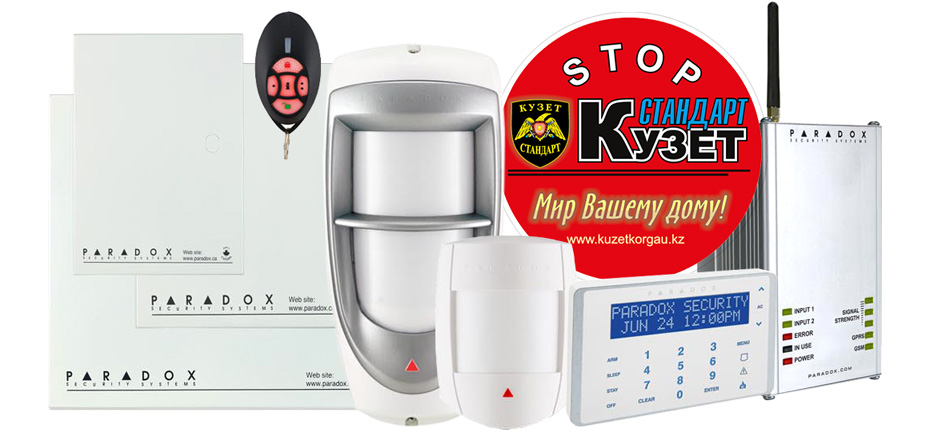 PARADOX
SECURITY SYSTEMS
Web site:
www.paradox.ca
PARADOX
SECURITY SYSTEMS
Web site:
www.paradox.
PARADOX
SECURITY SYSTEMS
Web site:
www.paradox.
PARADOX
STOP
КУЗЕТ
СТАНДАРТ
СТАНДАРТ
КУЗЕТ
Мир Вашему дому!
www.kuzetkorgau.kz
PARADOX
PARADOX
PARADOX SECURITY
JUN 24 12:00PM
ARM
SLEEP
STAY
OFF
1 2 3
4 5 6
7 8 9
CLEAR 0 ENTER
AC
MENU
PARADOX
SECURITY SYSTEMS
INPUT 1
INPUT 2
ERROR
IN USE
POWER
SIGNAL
STRENGTH
GPRS
GSM
PARADOX.COM